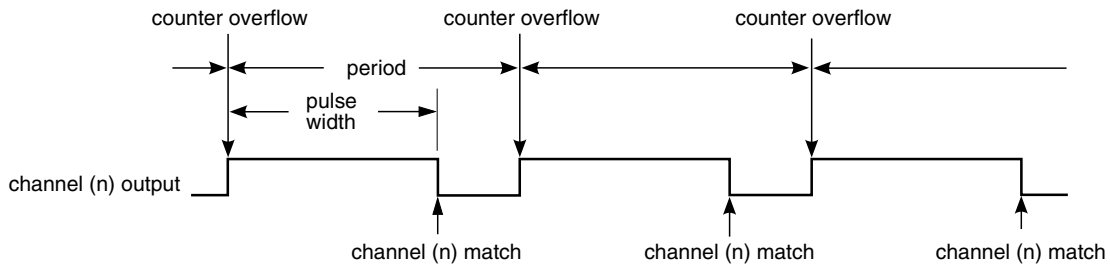 counter overflow
counter overflow
counter overflow
period
pulse
width
channel (n) output
channel (n) match
channel (n) match
channel (n) match